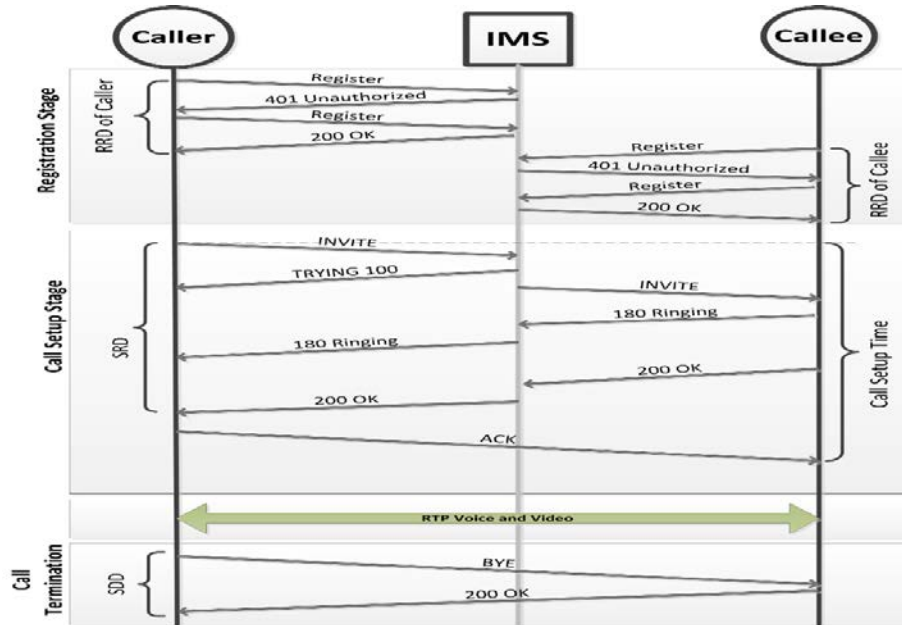 Caller
IMS
Callee
Registration Stage
RRD of Caller
Register
401 Unauthorized
Register
200 OK
Register
401 Unauthorized
Register
200 OK
RRD of Callee
Call Setup Stage
SRD
INVITE
TRYING 100
INVITE
180 Ringing
180 Ringing
200 OK
200 OK
ACK
Call Setup Time
RTP Voice and Video
Call
Termination
SDD
BYE
200 OK